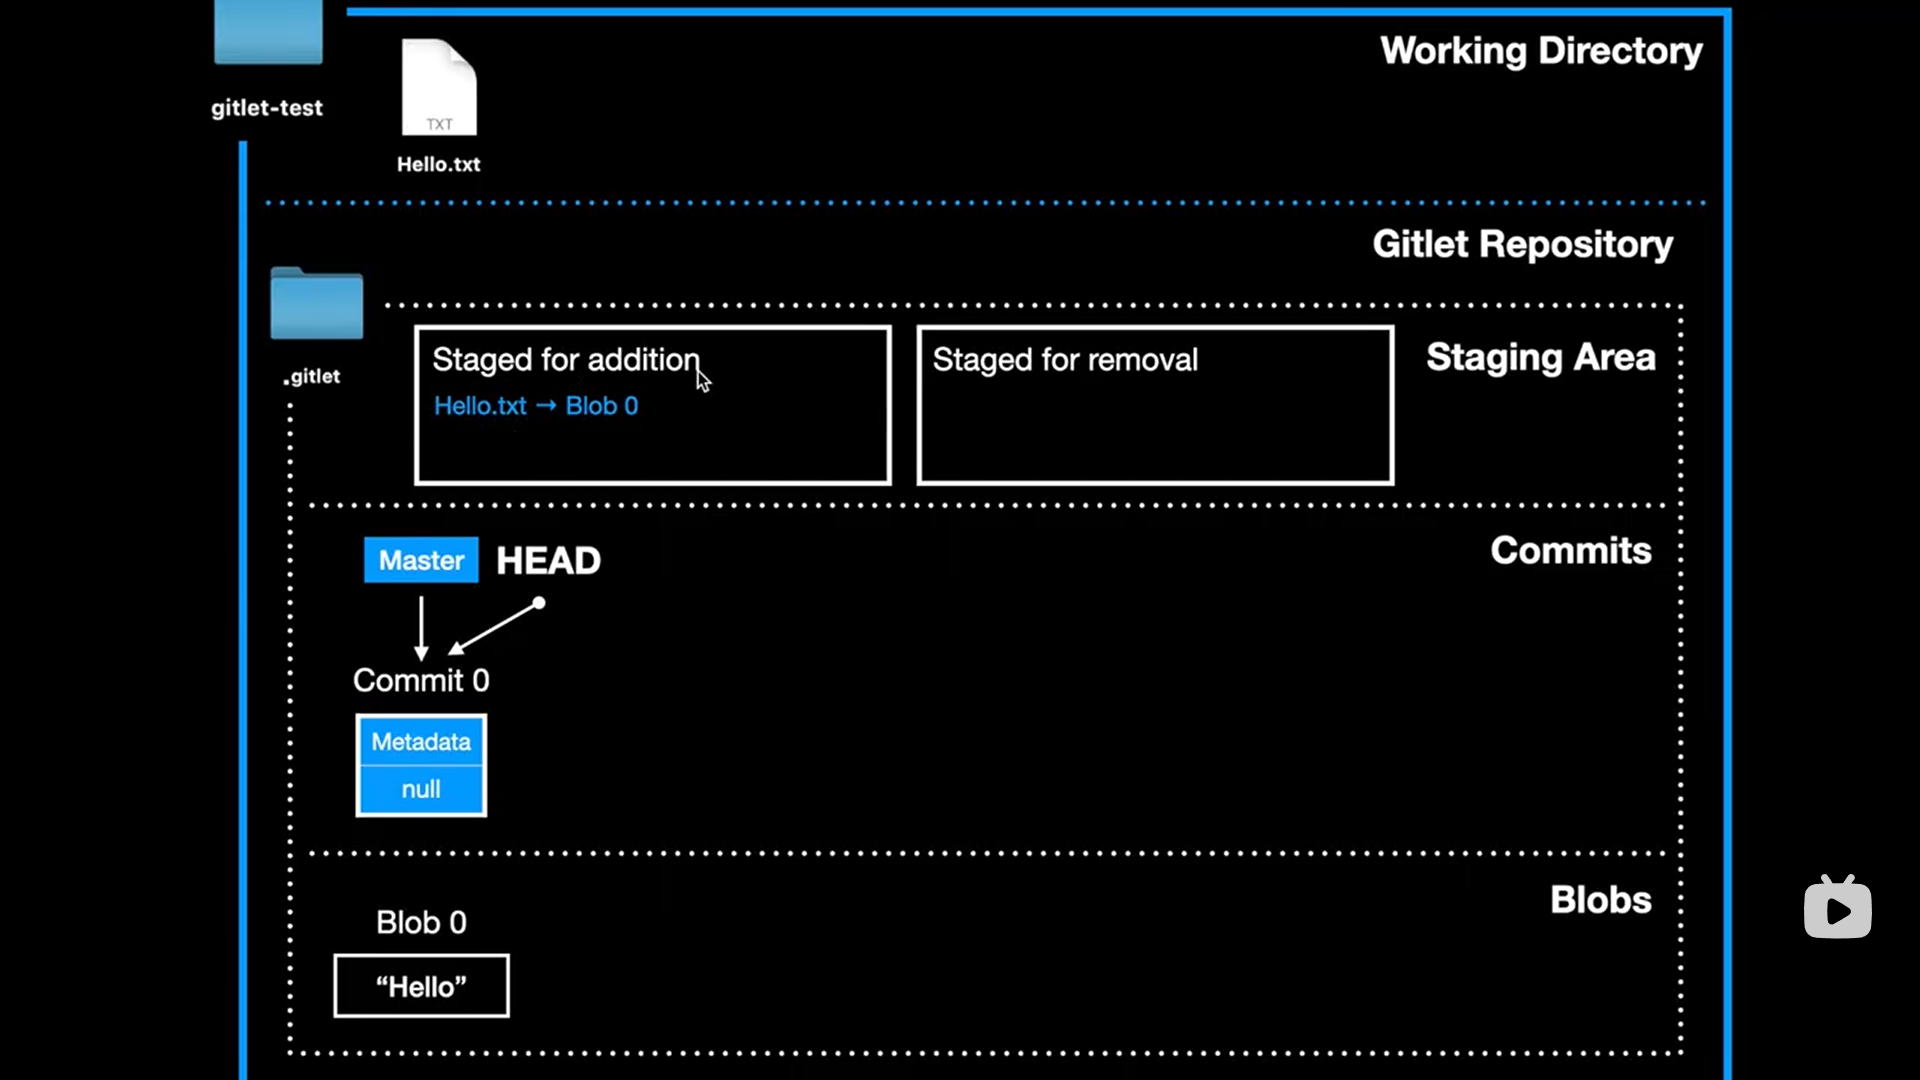 Working Directory
gitlet-test
TXT
Hello.txt
Gitlet Repository
.gitlet
Staged for addition
Hello.txt → Blob 0
Staged for removal
Staging Area
Master
HEAD
Commits
Commit 0
Metadata
null
Blobs
Blob 0
“Hello”